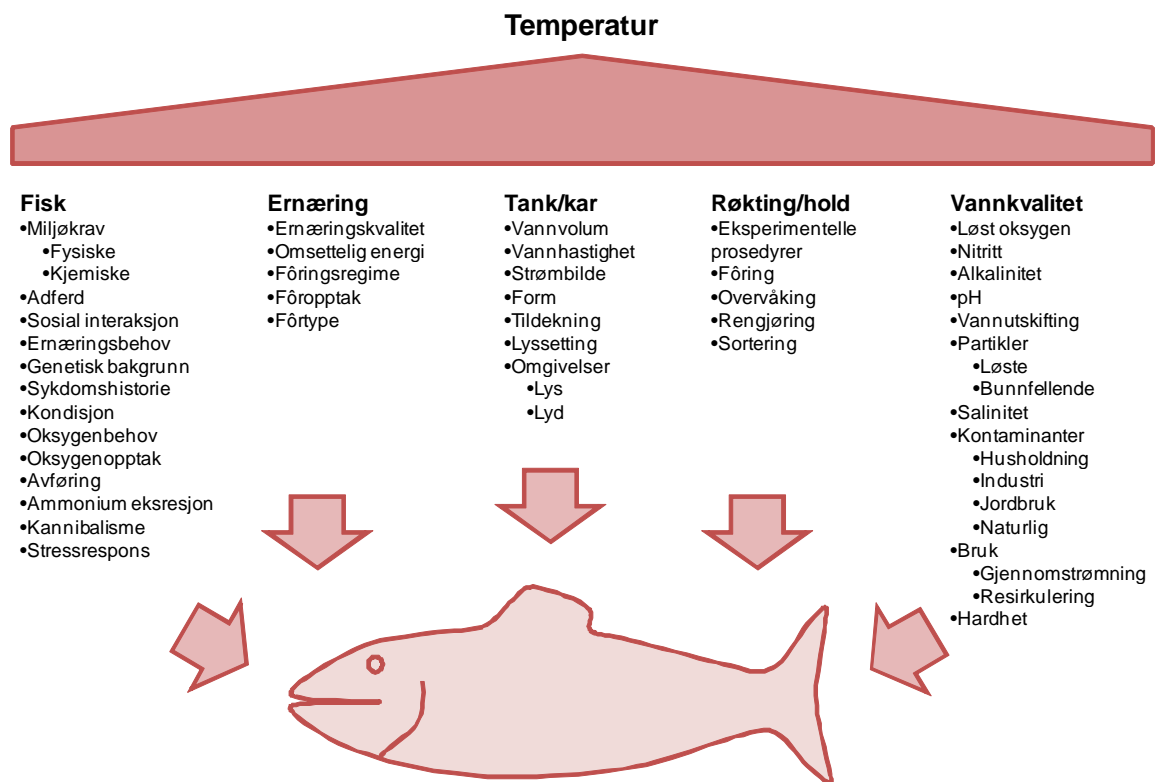 Temperatur
Fisk
•Miljøkrav
•Fysiske
•Kjemiske
•Adferd
•Sosial interaksjon
•Ernæringsbehov
•Genetisk bakgrunn
•Sykdomshistorie
•Kondisjon
•Oksygenbehov
•Oksygenopptak
•Avføring
•Ammonium eksresjon
•Kannibalisme
•Stressrespons
Ernæring
•Ernæringskvalitet
•Omsettelig energi
•Fôringsregime
•Fôropptak
•Fôrtype
Tank/kar
•Vannvolum
•Vannhastighet
•Strømbilde
•Form
•Tildekning
•Lyssetting
•Omgivelser
•Lys
•Lyd
Røkting/hold
•Eksperimentelle
prosedyrer
•Fôring
•Overvåking
•Rengjøring
•Sortering
Vannkvalitet
•Løst oksygen
•Nitritt
•Alkalinitet
•pH
•Vannutskifting
•Partikler
•Løste
•Bunnfellende
•Salinitet
•Kontaminanter
•Husholdning
•Industri
•Jordbruk
•Naturlig
•Bruk
•Gjennomstrømning
•Resirkulering
•Hardhet